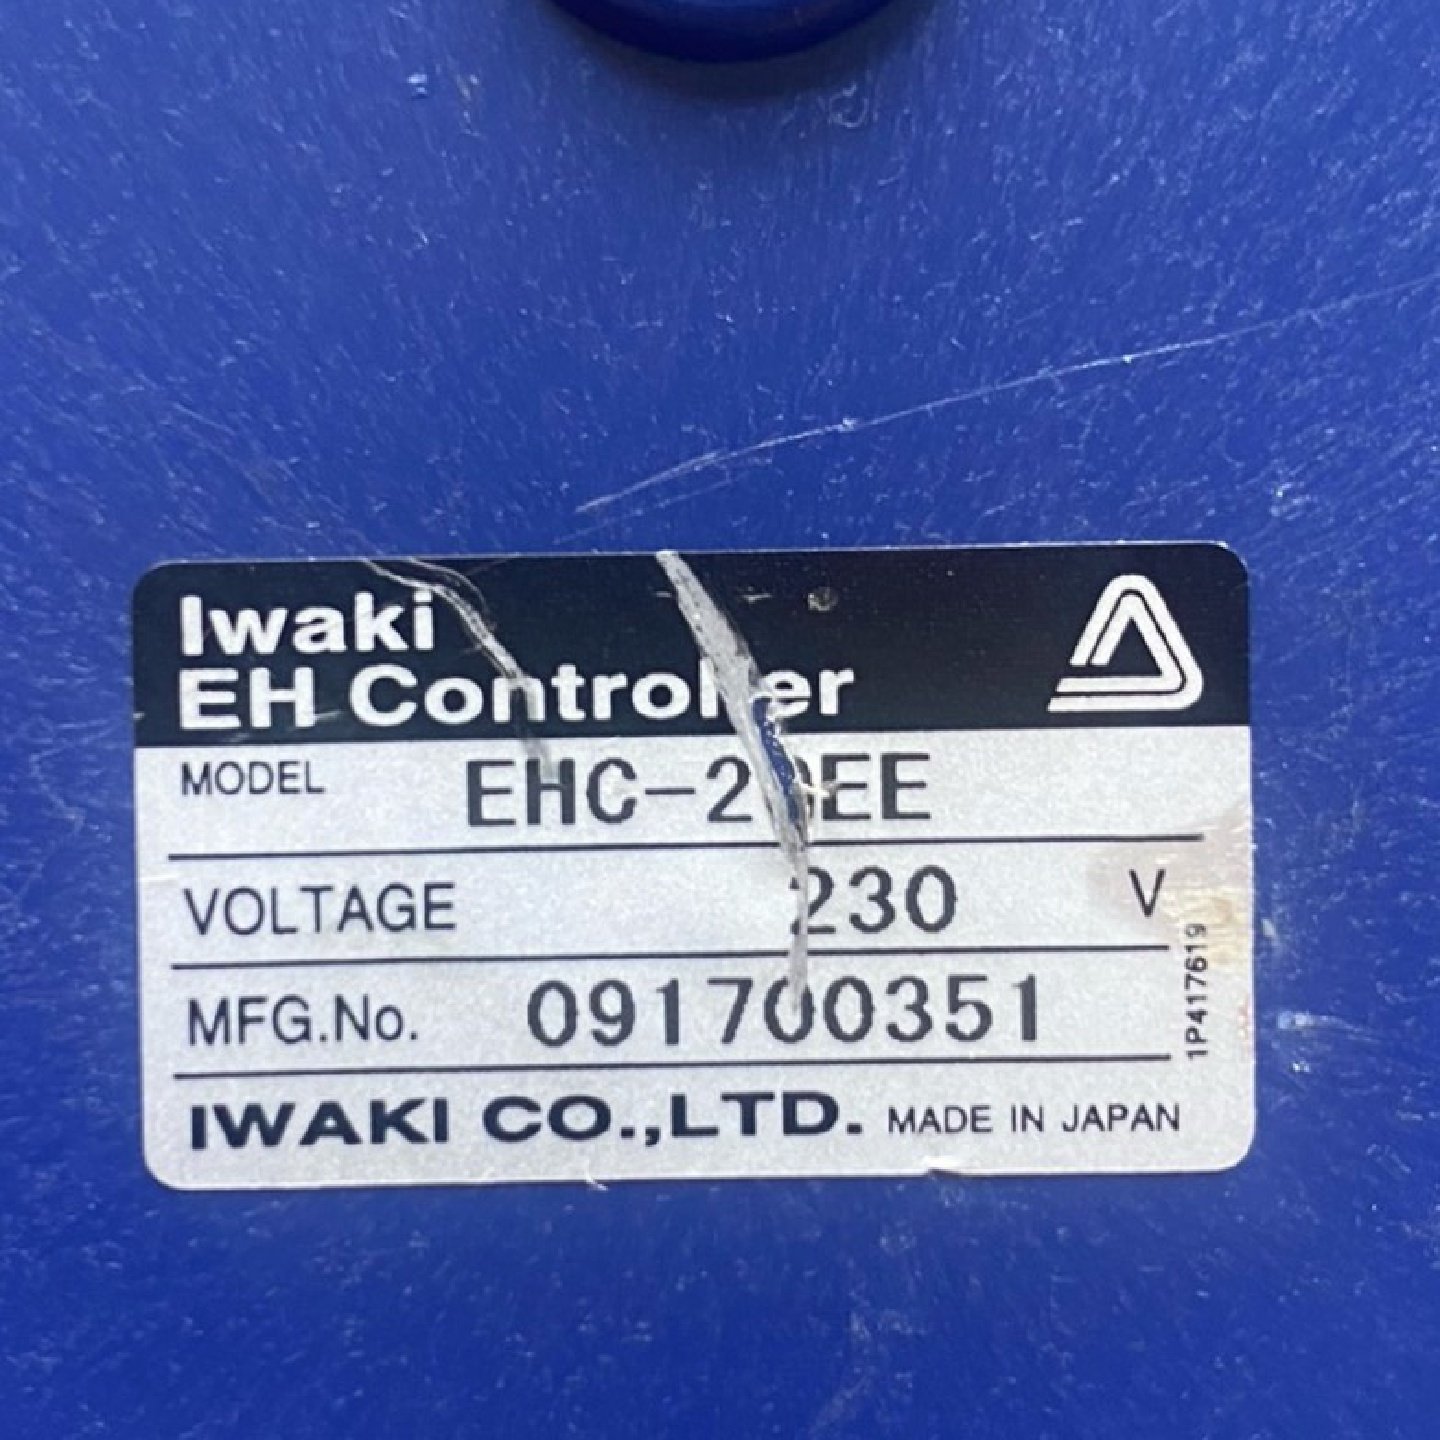 Iwaki
EH Controller
MODEL
VOLTAGE 230 V
MFG.No. 091700351
IWAKI CO.,LTD. MADE IN JAPAN
1P417619